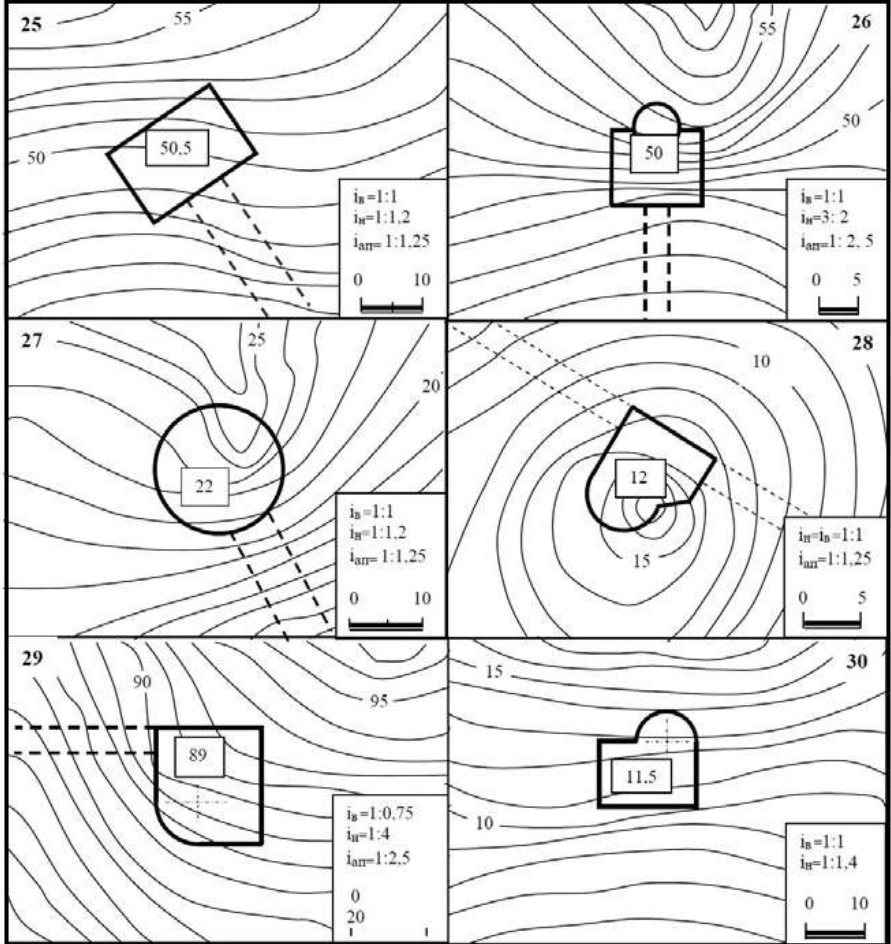 25
55
50,5
50
iв =1:1
iн=1:1,2
iап= 1:1,25
0 10
26
55
50
50
iв=1:1
iн=3: 2
iап=1: 2, 5
0 5
27
25
20
22
iв =1:1
iн=1:1,2
iап= 1:1,25
0 10
28
10
12
15
iн=iв =1:1
iап=1:1,25
0 5
29
90
95
89
iв =1:0,75
iн=1:4
iап=1:2,5
0
20
30
15
11,5
10
iв =1:1
iн=1:1,4
0 10